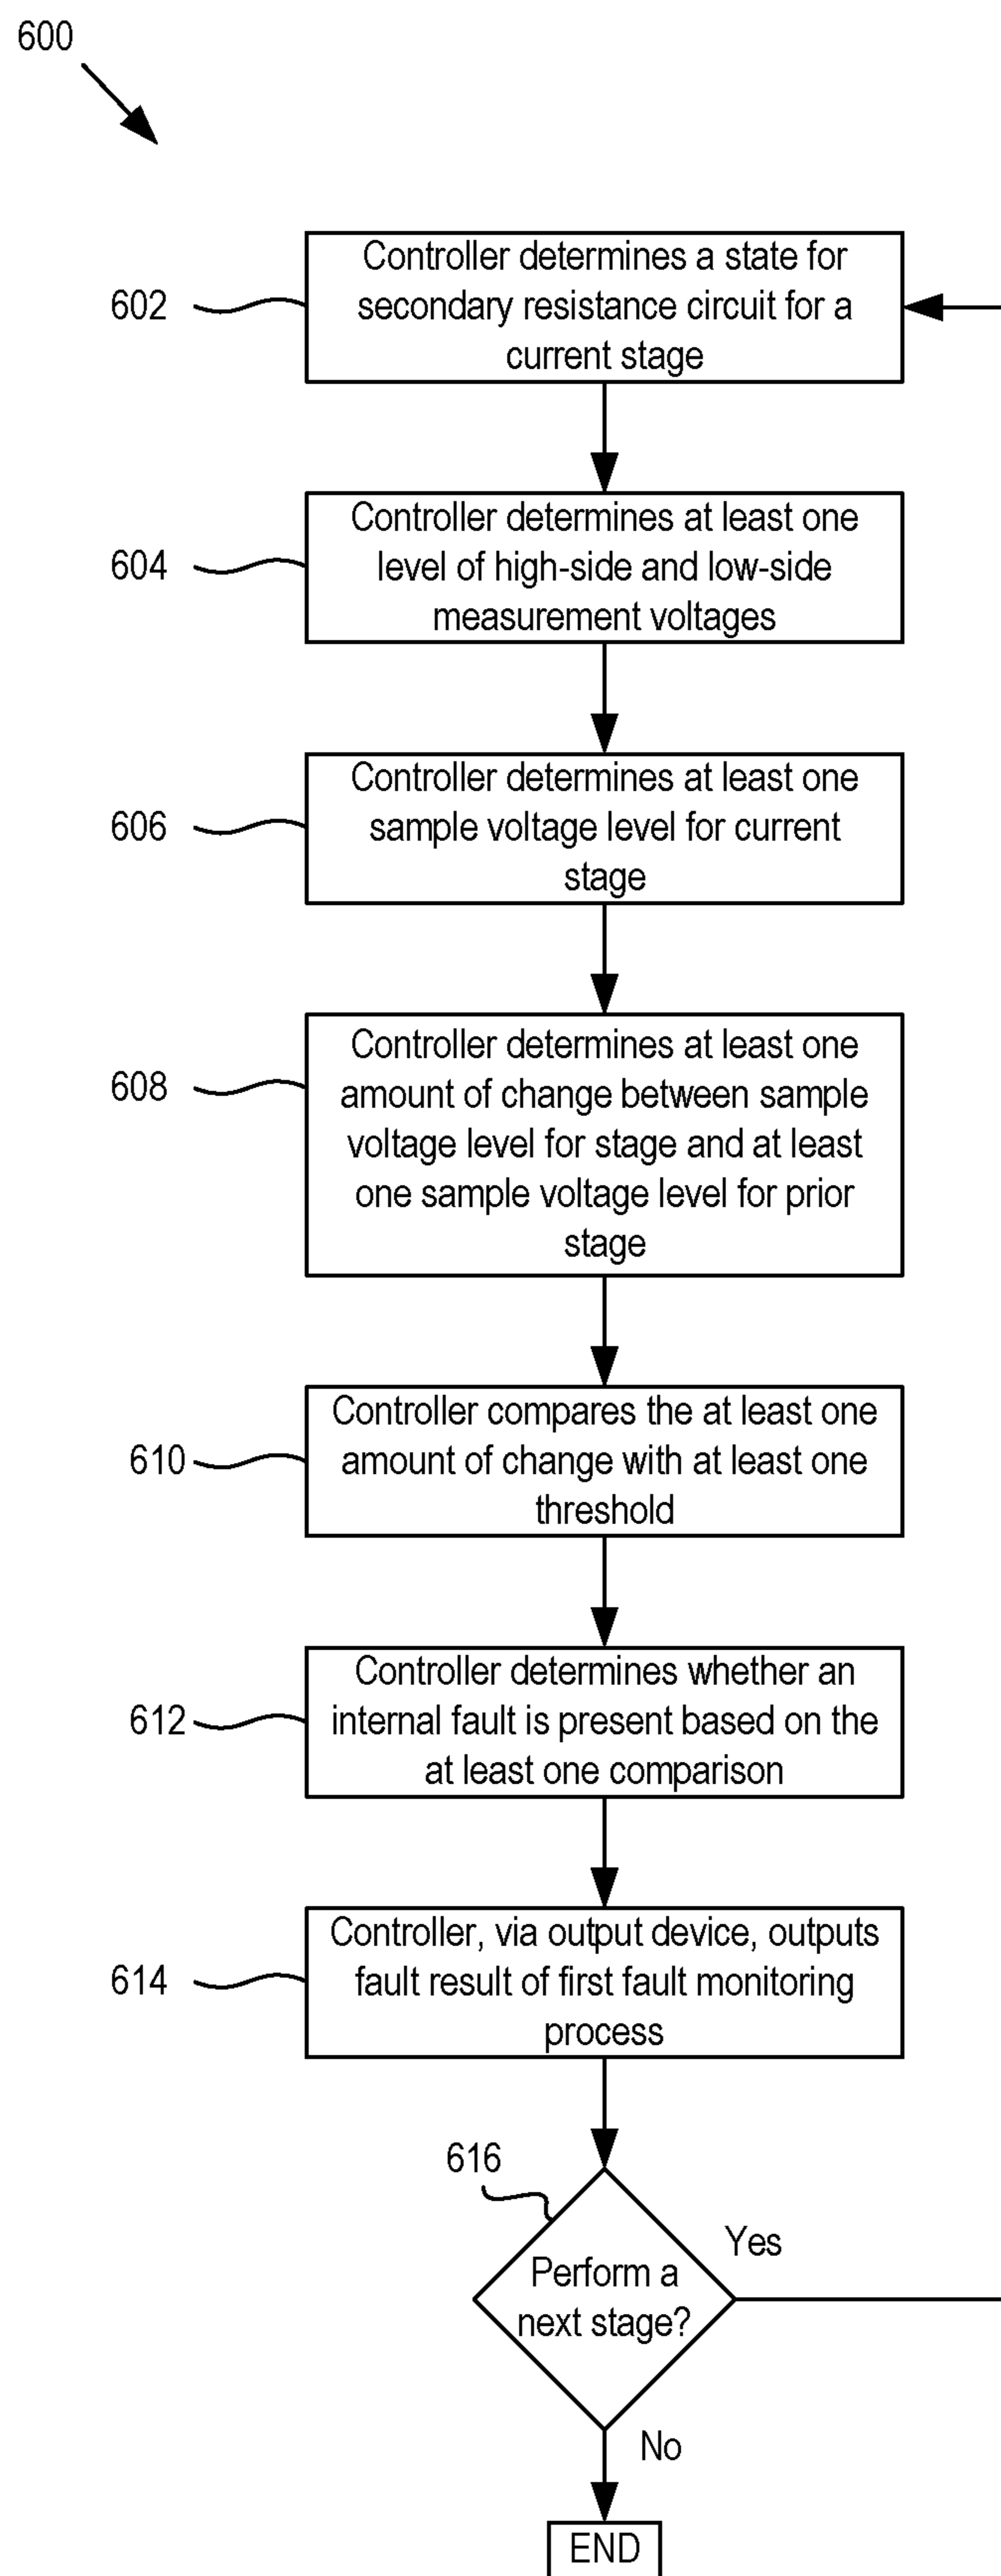 600
602
Controller determines a state for
secondary resistance circuit for a
current stage
604
Controller determines at least one
level of high-side and low-side
measurement voltages
606
Controller determines at least one
sample voltage level for current
stage
608
Controller determines at least one
amount of change between sample
voltage level for stage and at least
one sample voltage level for prior
stage
610
Controller compares the at least one
amount of change with at least one
threshold
612
Controller determines whether an
internal fault is present based on the
at least one comparison
614
Controller, via output device, outputs
fault result of first fault monitoring
process
616
Perform a
next stage?
Yes
No
END